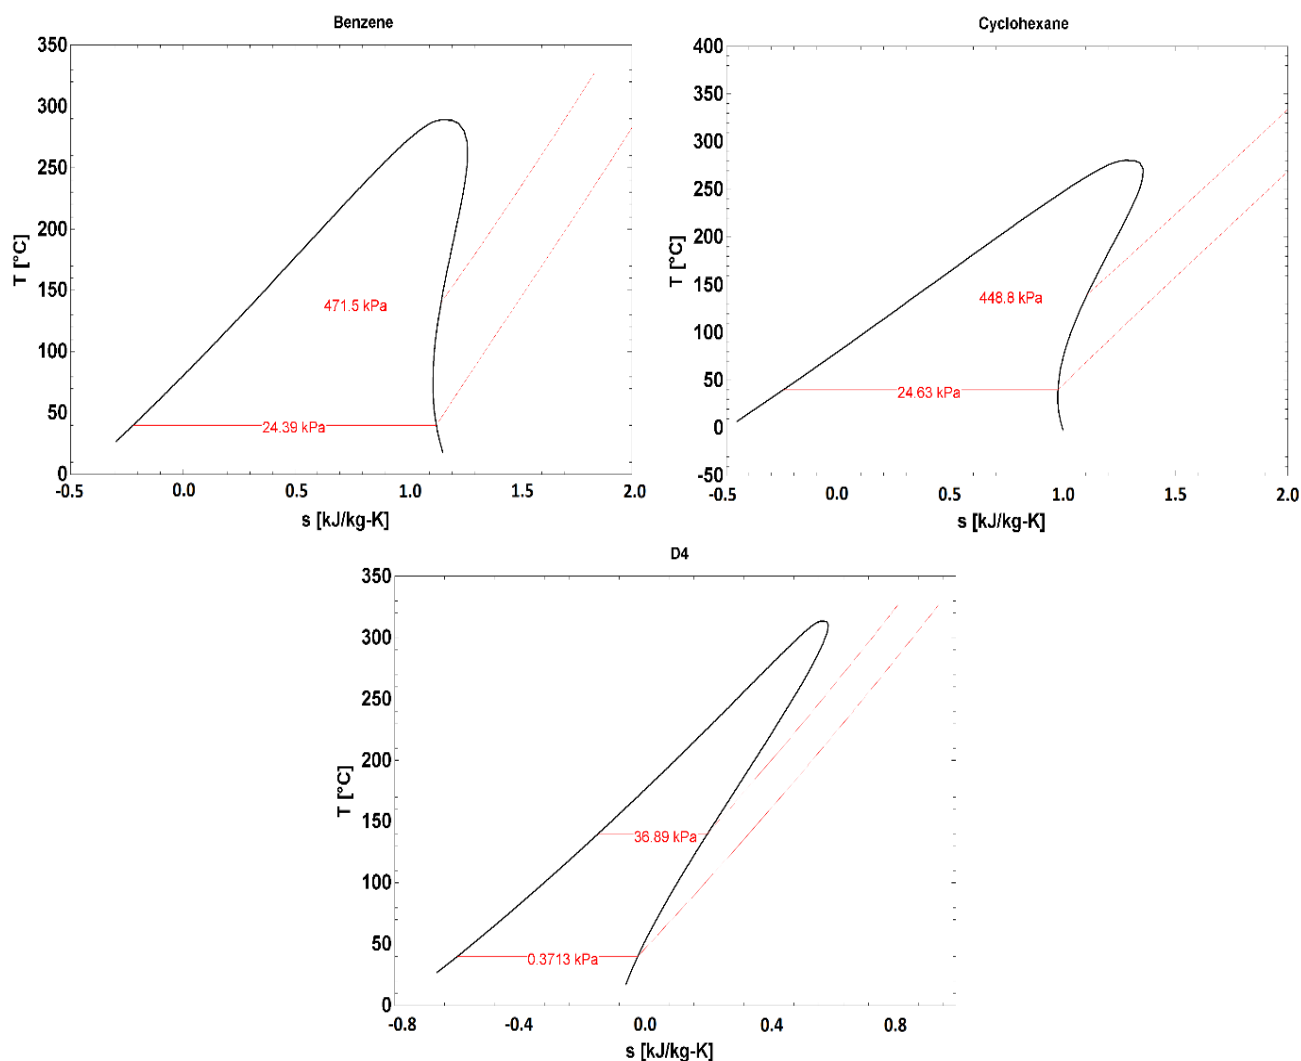 Benzene
350
300
250
200
150
100
50
0
T [°C]
471.5 kPa
24.39 kPa
-0.5
0.0
0.5
1.0
1.5
2.0
s [kJ/kg-K]
Cyclohexane
400
350
300
250
200
150
100
50
0
-50
T [°C]
448.8 kPa
24.63 kPa
-0.5
0.0
0.5
1.0
1.5
2.0
s [kJ/kg-K]
D4
350
300
250
200
150
100
50
0
T [°C]
36.89 kPa
0.3713 kPa
-0.8
-0.4
0.0
0.4
0.8
s [kJ/kg-K]